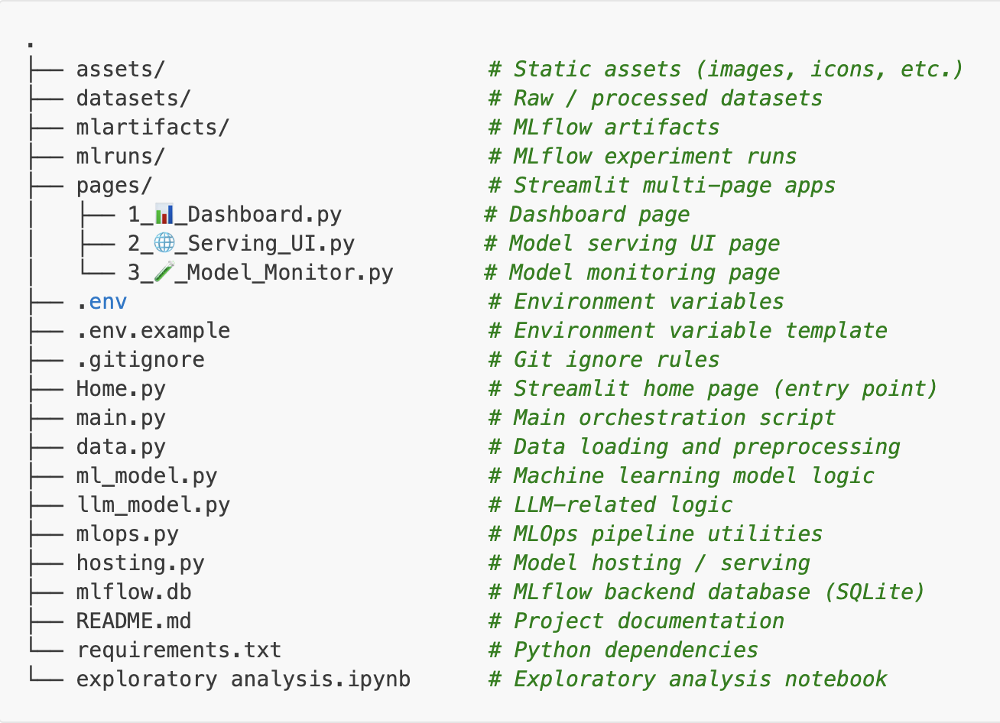 .
├── assets/                          # Static assets (images, icons, etc.)
├── datasets/                        # Raw / processed datasets
├── mlartifacts/                     # MLflow artifacts
├── mlruns/                          # MLflow experiment runs
├── pages/                           # Streamlit multi-page apps
│   ├── 1_📊_Dashboard.py           # Dashboard page
│   ├── 2_🌐_Serving_UI.py          # Model serving UI page
│   └── 3_🧪_Model_Monitor.py       # Model monitoring page
├── .env                             # Environment variables
├── .env.example                     # Environment variable template
├── .gitignore                       # Git ignore rules
├── Home.py                          # Streamlit home page (entry point)
├── main.py                          # Main orchestration script
├── data.py                          # Data loading and preprocessing
├── ml_model.py                      # Machine learning model logic
├── llm_model.py                     # LLM-related logic
├── mlops.py                         # MLOps pipeline utilities
├── hosting.py                       # Model hosting / serving
├── mlflow.db                        # MLflow backend database (SQLite)
├── README.md                        # Project documentation
└── requirements.txt                 # Python dependencies
└── exploratory analysis.ipynb       # Exploratory analysis notebook